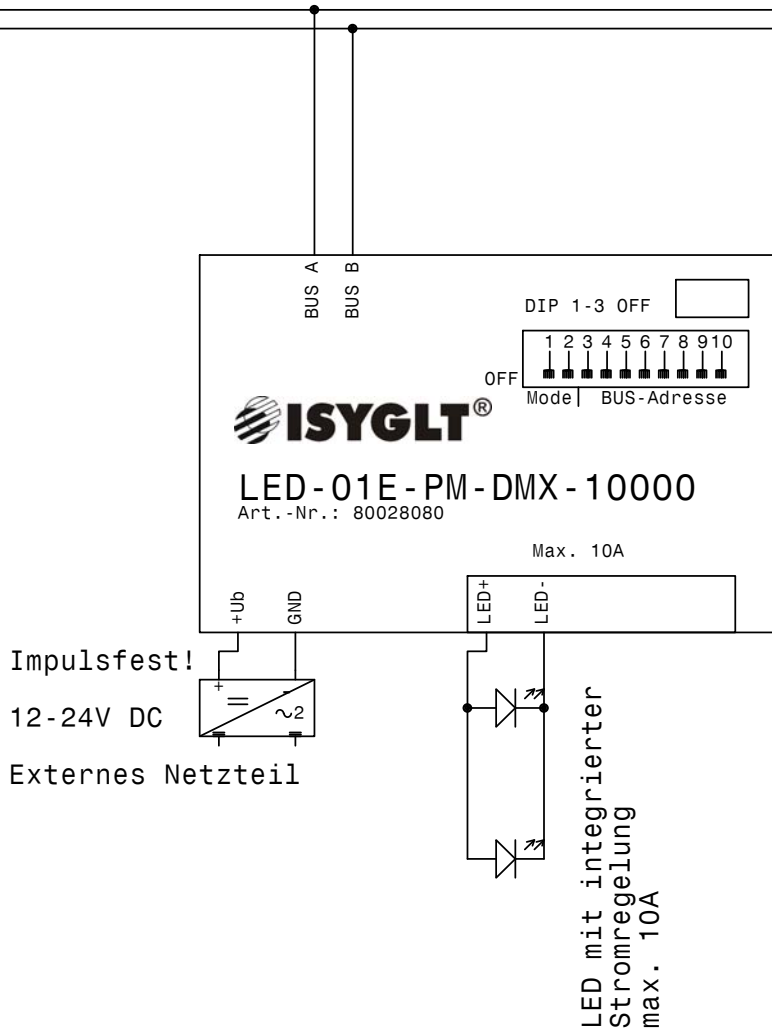 BUS A
BUS B
DIP 1-3 OFF
1 2 3 4 5 6 7 8 9 10
OFF
Mode BUS-Adresse
ISYGLT®
LED-01E-PM-DMX-10000
Art.-Nr.: 80028080
Max. 10A
+Ub
GND
LED+
LED-
Impulsfest!
12-24V DC
Externes Netzteil
+
-
=
~2
LED mit integrierter
Stromregelung
max. 10A